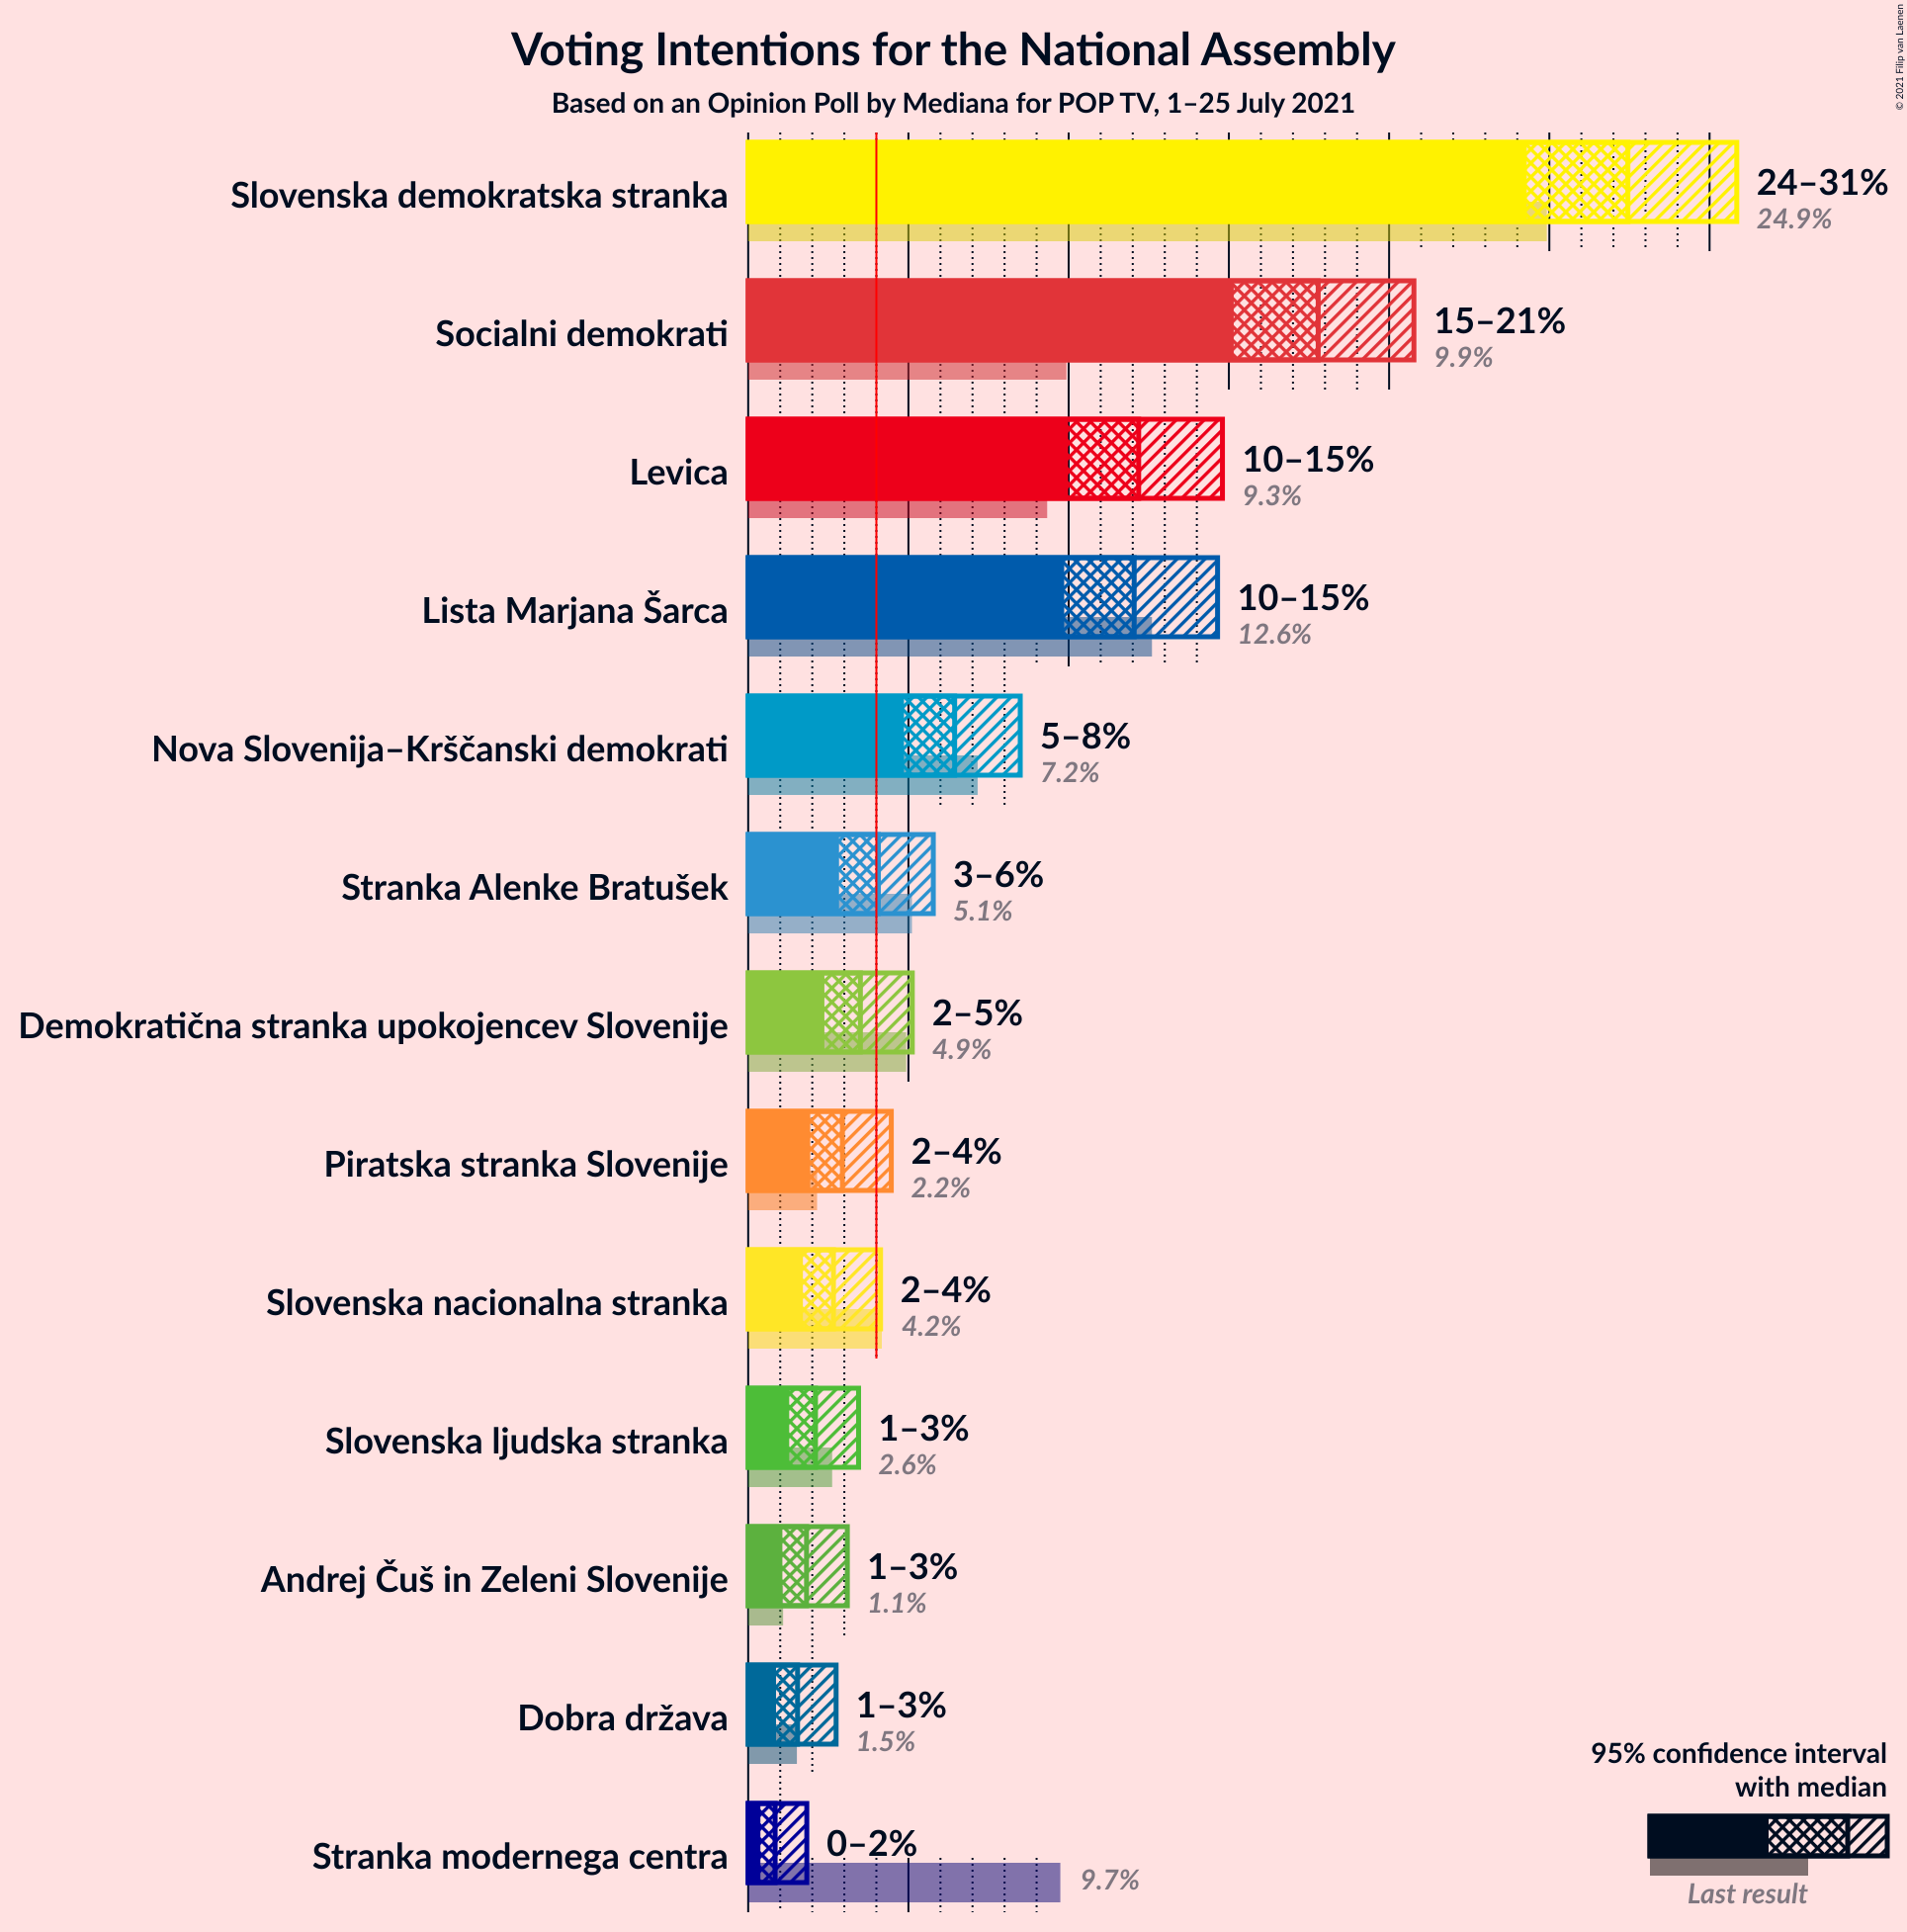 Voting Intentions for the National Assembly
Based on an Opinion Poll by Mediana for POP TV, 1–25 July 2021
© 2021 Filip van Laenen
Slovenska demokratska stranka
24–31%
24.9%
Socialni demokrati
15–21%
9.9%
Levica
10–15%
9.3%
Lista Marjana Šarca
10–15%
12.6%
Nova Slovenija–Krščanski demokrati
5–8%
7.2%
Stranka Alenke Bratušek
3–6%
5.1%
Demokratična stranka upokojencev Slovenije
2–5%
4.9%
Piratska stranka Slovenije
2–4%
2.2%
Slovenska nacionalna stranka
2–4%
4.2%
Slovenska ljudska stranka
1–3%
2.6%
Andrej Čuš in Zeleni Slovenije
1–3%
1.1%
Dobra država
1–3%
1.5%
Stranka modernega centra
0–2%
9.7%
95% confidence interval
with median
Last result